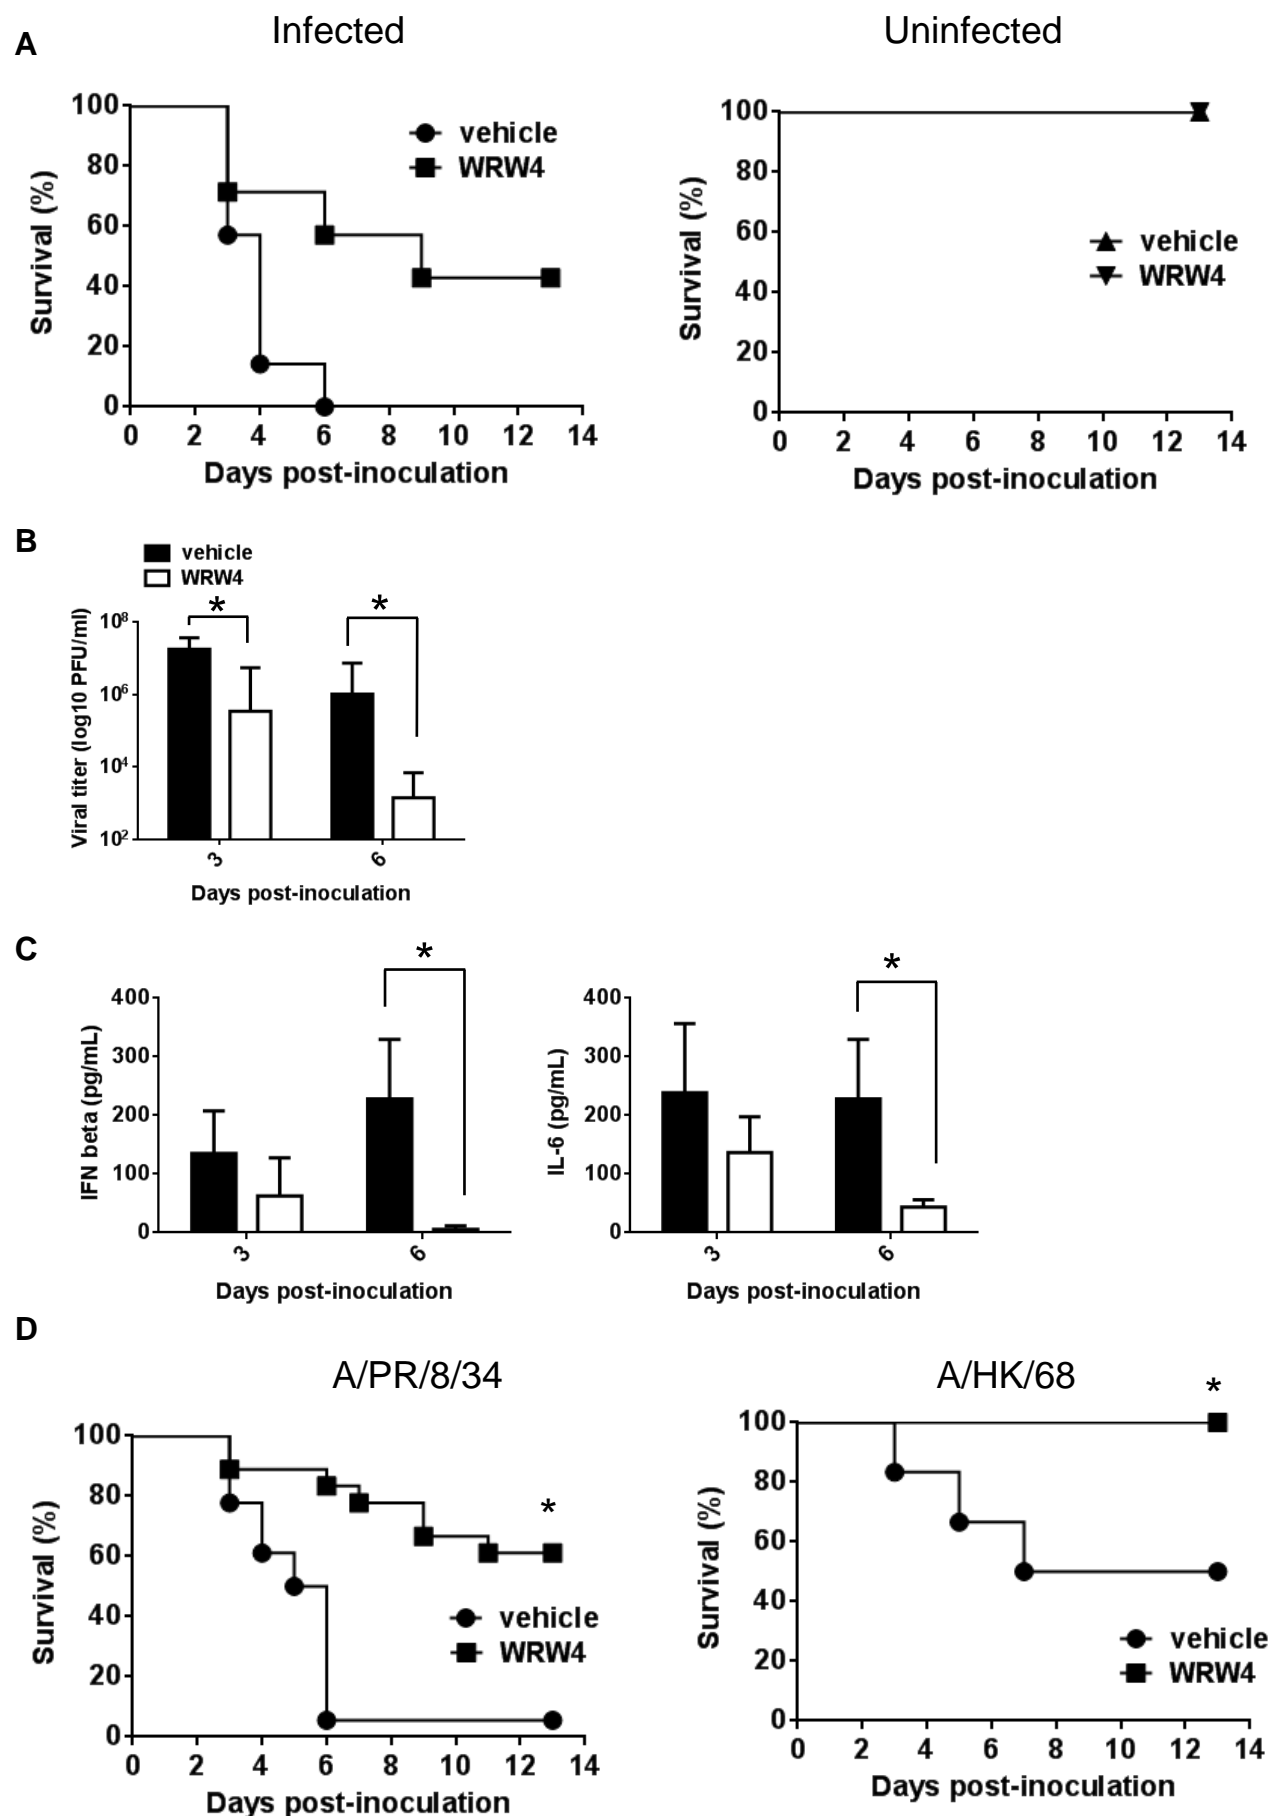 A
Infected
Uninfected
100
80
60
40
20
0
Survival (%)
vehicle
WRW4
0 2 4 6 8 10 12 14
Days post-inoculation
100
80
60
40
20
0
Survival (%)
vehicle
WRW4
0 2 4 6 8 10 12 14
Days post-inoculation
B
vehicle
WRW4
* *
10⁸
10⁶
10⁴
10²
Viral titer (log10 PFU/ml)
3 6
Days post-inoculation
C
*
400
300
200
100
0
IFN beta (pg/mL)
3 6
Days post-inoculation
*
400
300
200
100
0
IL-6 (pg/mL)
3 6
Days post-inoculation
D
A/PR/8/34
100
80
60
40
20
0
Survival (%)
*
vehicle
WRW4
0 2 4 6 8 10 12 14
Days post-inoculation
A/HK/68
*
100
80
60
40
20
0
Survival (%)
vehicle
WRW4
0 2 4 6 8 10 12 14
Days post-inoculation